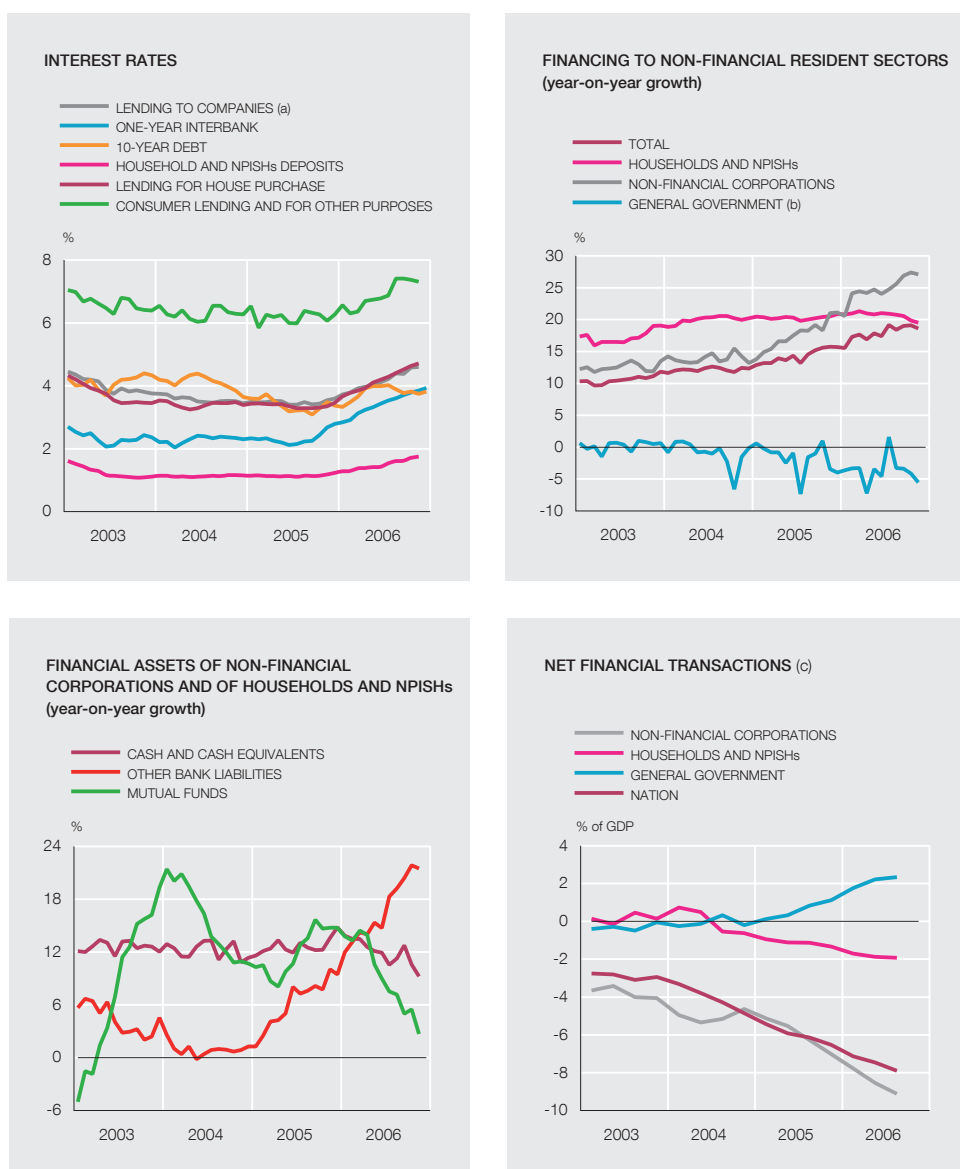 INTEREST RATES
LENDING TO COMPANIES (a)
ONE-YEAR INTERBANK
10-YEAR DEBT
HOUSEHOLD AND NPISHs DEPOSITS
LENDING FOR HOUSE PURCHASE
CONSUMER LENDING AND FOR OTHER PURPOSES
%
8
6
4
2
0
2003 2004 2005 2006
FINANCING TO NON-FINANCIAL RESIDENT SECTORS
(year-on-year growth)
TOTAL
HOUSEHOLDS AND NPISHs
NON-FINANCIAL CORPORATIONS
GENERAL GOVERNMENT (b)
%
30
25
20
15
10
5
0
-5
-10
2003 2004 2005 2006
FINANCIAL ASSETS OF NON-FINANCIAL
CORPORATIONS AND OF HOUSEHOLDS AND NPISHs
(year-on-year growth)
CASH AND CASH EQUIVALENTS
OTHER BANK LIABILITIES
MUTUAL FUNDS
%
24
18
12
6
0
-6
2003 2004 2005 2006
NET FINANCIAL TRANSACTIONS (c)
NON-FINANCIAL CORPORATIONS
HOUSEHOLDS AND NPISHs
GENERAL GOVERNMENT
NATION
% of GDP
4
2
0
-2
-4
-6
-8
-10
2003 2004 2005 2006